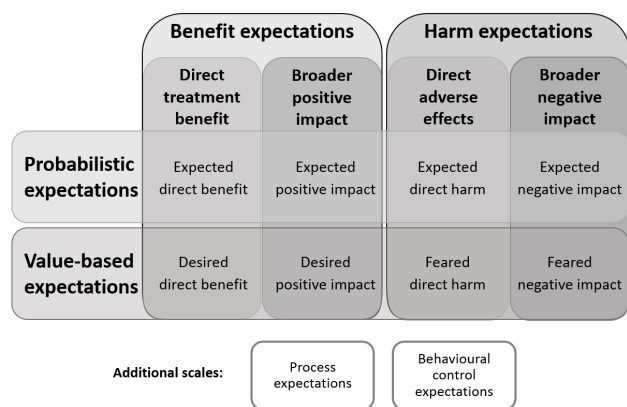 Benefit expectations
Harm expectations
Direct
treatment
benefit
Broader
positive
impact
Direct
adverse
effects
Broader
negative
impact
Probabilistic
expectations
Expected
direct benefit
Expected
positive impact
Expected
direct harm
Expected
negative impact
Value-based
expectations
Desired
direct benefit
Desired
positive impact
Feared
direct harm
Feared
negative impact
Additional scales:
Process
expectations
Behavioural
control
expectations